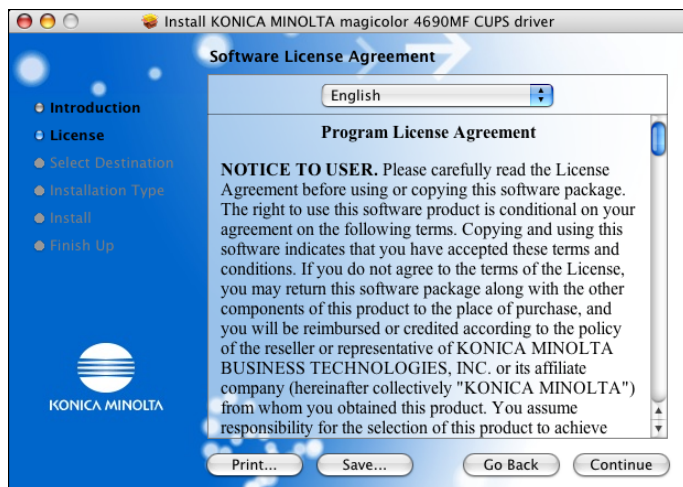 Install KONICA MINOLTA magicolor 4690MF CUPS driver
Software License Agreement
Introduction
License
Select Destination
Installation Type
Install
Finish Up
KONICA MINOLTA
English
Program License Agreement
NOTICE TO USER. Please carefully read the License
Agreement before using or copying this software package.
The right to use this software product is conditional on your
agreement on the following terms. Copying and using this
software indicates that you have accepted these terms and
conditions. If you do not agree to the terms of the License,
you may return this software package along with the other
components of this product to the place of purchase, and
you will be reimbursed or credited according to the policy
of the reseller or representative of KONICA MINOLTA
BUSINESS TECHNOLOGIES, INC. or its affiliate
company (hereinafter collectively "KONICA MINOLTA")
from whom you obtained this product. You assume
responsibility for the selection of this product to achieve
Print...
Save...
Go Back
Continue